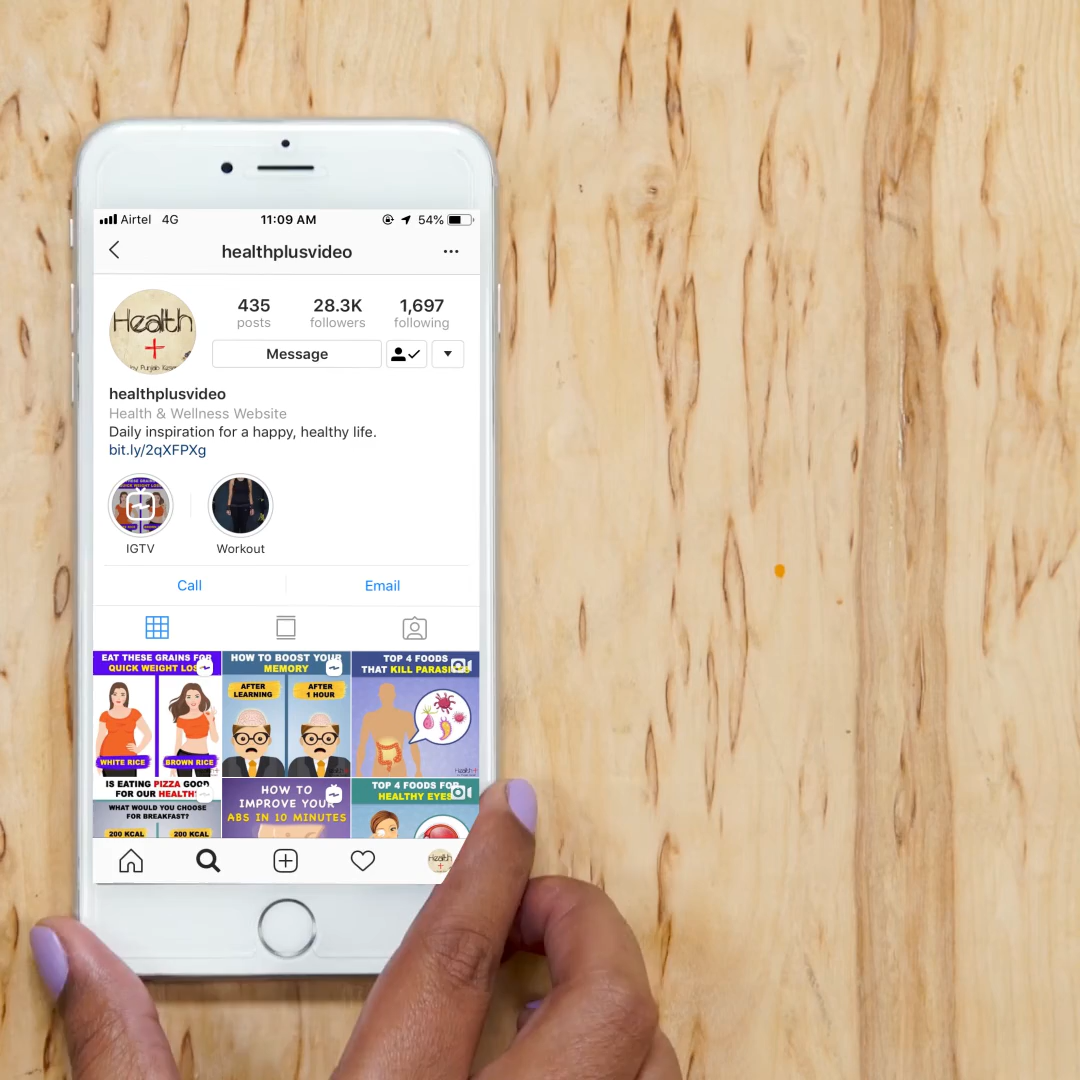 Airtel 4G 11:09 AM 54%
healthplusvideo
Health
435 28.3K 1,697
posts followers following
Message
healthplusvideo
Health & Wellness Website
Daily inspiration for a happy, healthy life.
bit.ly/2qXFPXg
IGTV Workout
Call Email
EAT THESE GRAINS FOR
QUICK WEIGHT LOS
WHITE RICE BROWN RICE
HOW TO BOOST YOUR
MEMORY
AFTER LEARNING
AFTER 1 HOUR
TOP 4 FOODS
THAT KILL PARASI
Health+
IS EATING PIZZA GOOD
FOR OUR HEALTH
WHAT WOULD YOU CHOOSE
FOR BREAKFAST?
200 KCAL 200 KCAL
HOW TO
IMPROVE YOUR
ABS IN 10 MINUTES
TOP 4 FOODS FOR
HEALTHY EYES
Health